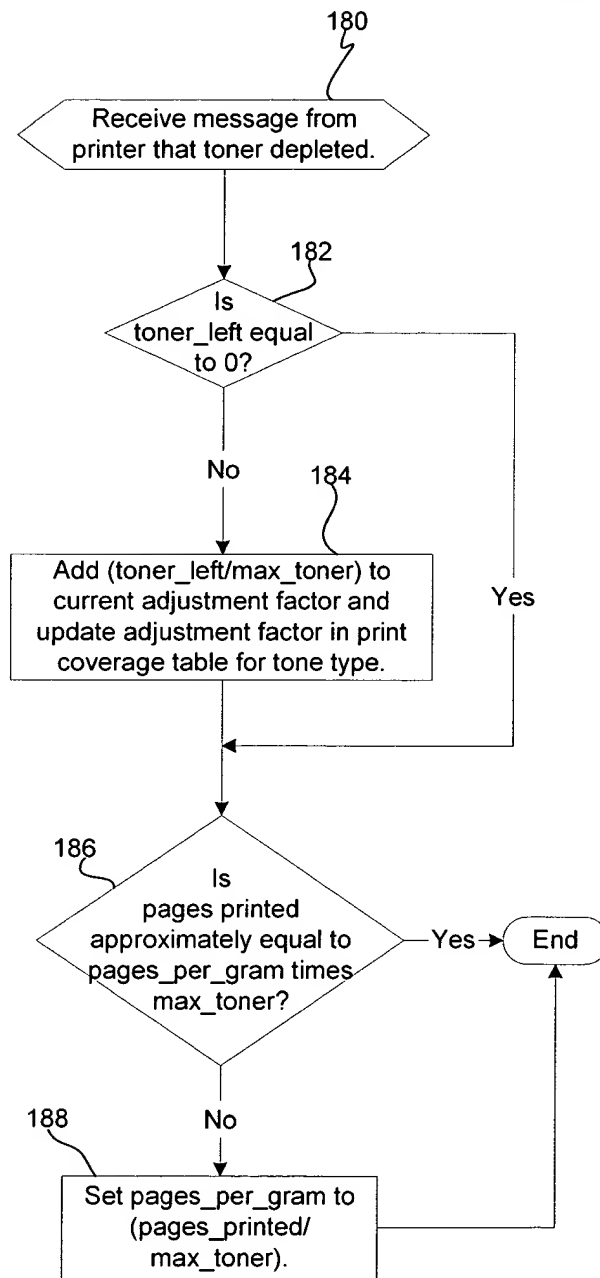 180
Receive message from
printer that toner depleted.
182
Is
toner_left equal
to 0?
No
Yes
184
Add (toner_left/max_toner) to
current adjustment factor and
update adjustment factor in print
coverage table for tone type.
186
Is
pages printed
approximately equal to
pages_per_gram times
max_toner?
Yes
End
No
188
Set pages_per_gram to
(pages_printed/
max_toner).